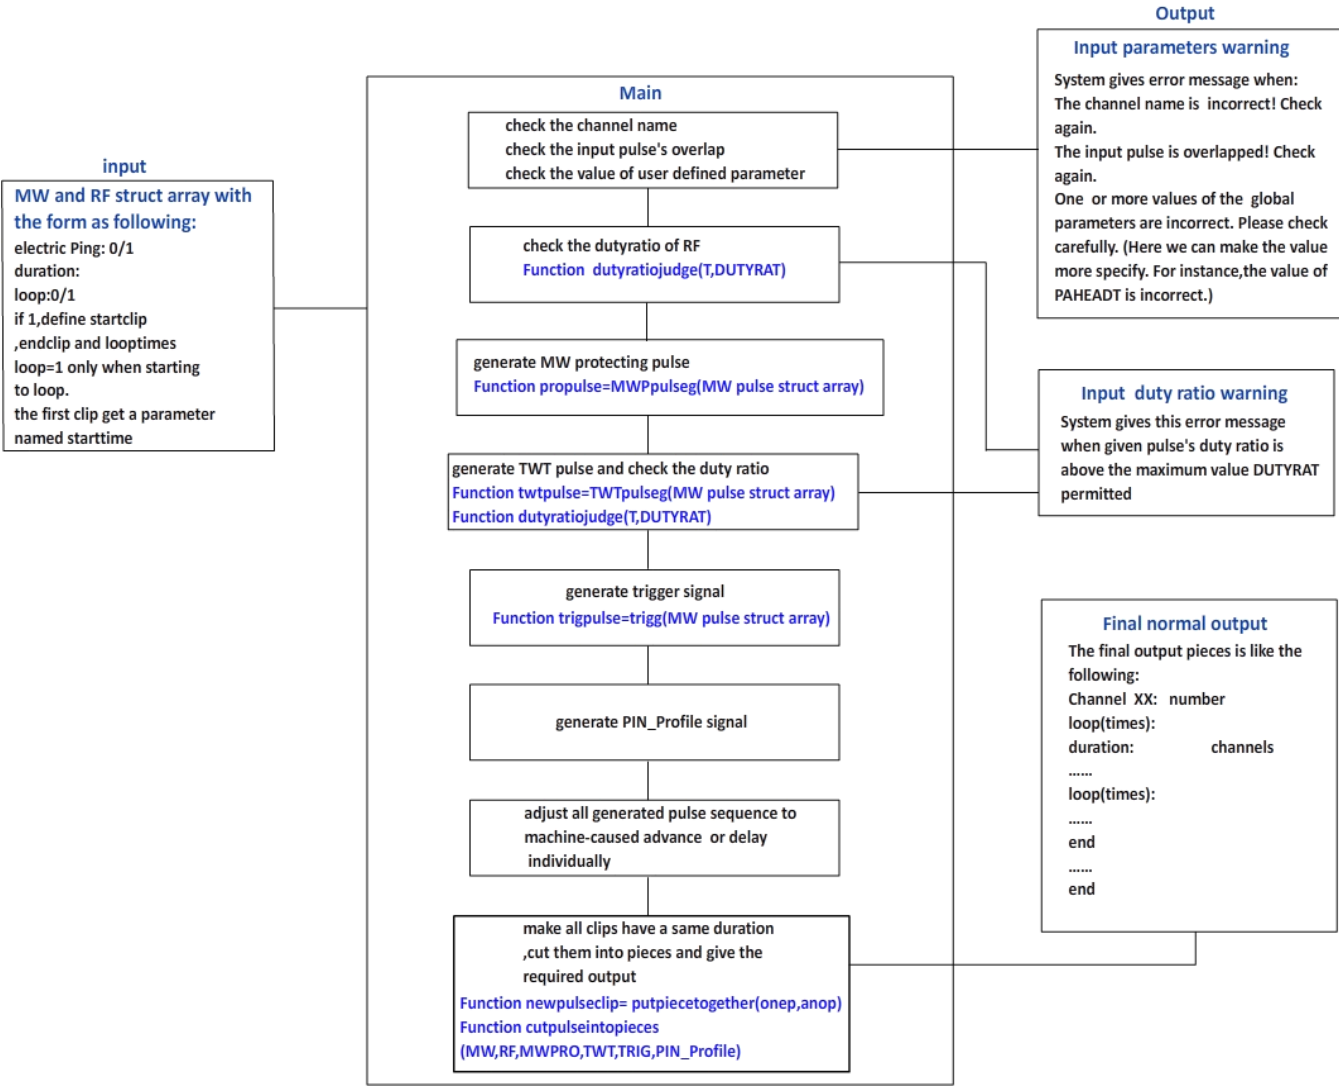 input
MW and RF struct array with
the form as following:
electric Ping: 0/1
duration:
loop:0/1
if 1,define startclip
,endclip and looptimes
loop=1 only when starting
to loop.
the first clip get a parameter
named starttime
Main
check the channel name
check the input pulse's overlap
check the value of user defined parameter
check the dutyratio of RF
Function dutyratiojudge(T,DUTYRAT)
generate MW protecting pulse
Function propulse=MWPpulseg(MW pulse struct array)
generate TWT pulse and check the duty ratio
Function twtpulse=TWTpulseg(MW pulse struct array)
Function dutyratiojudge(T,DUTYRAT)
generate trigger signal
Function trigpulse=trigg(MW pulse struct array)
generate PIN_Profile signal
adjust all generated pulse sequence to
machine-caused advance or delay
individually
make all clips have a same duration
,cut them into pieces and give the
required output
Function newpulseclip= putpiecetogether(onep,anop)
Function cutpulseintopieces
(MW,RF,MWPRO,TWT,TRIG,PIN_Profile)
Output
Input parameters warning
System gives error message when:
The channel name is incorrect! Check
again.
The input pulse is overlapped! Check
again.
One or more values of the global
parameters are incorrect. Please check
carefully. (Here we can make the value
more specify. For instance,the value of
PAHEADT is incorrect.)
Input duty ratio warning
System gives this error message
when given pulse's duty ratio is
above the maximum value DUTYRAT
permitted
Final normal output
The final output pieces is like the
following:
Channel XX: number
loop(times):
duration: channels
......
loop(times):
......
end
......
end